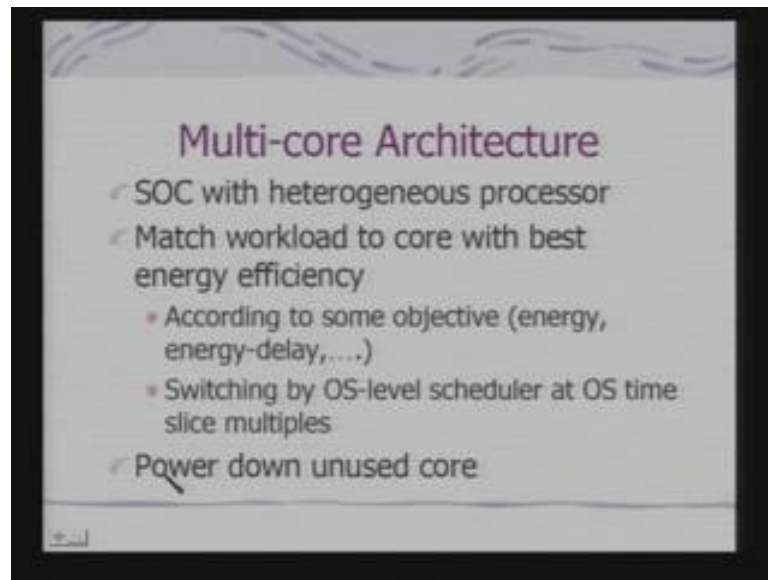 Multi-core Architecture
SOC with heterogeneous processor
Match workload to core with best
energy efficiency
According to some objective (energy,
energy-delay,....)
Switching by OS-level scheduler at OS time
slice multiples
Power down unused core